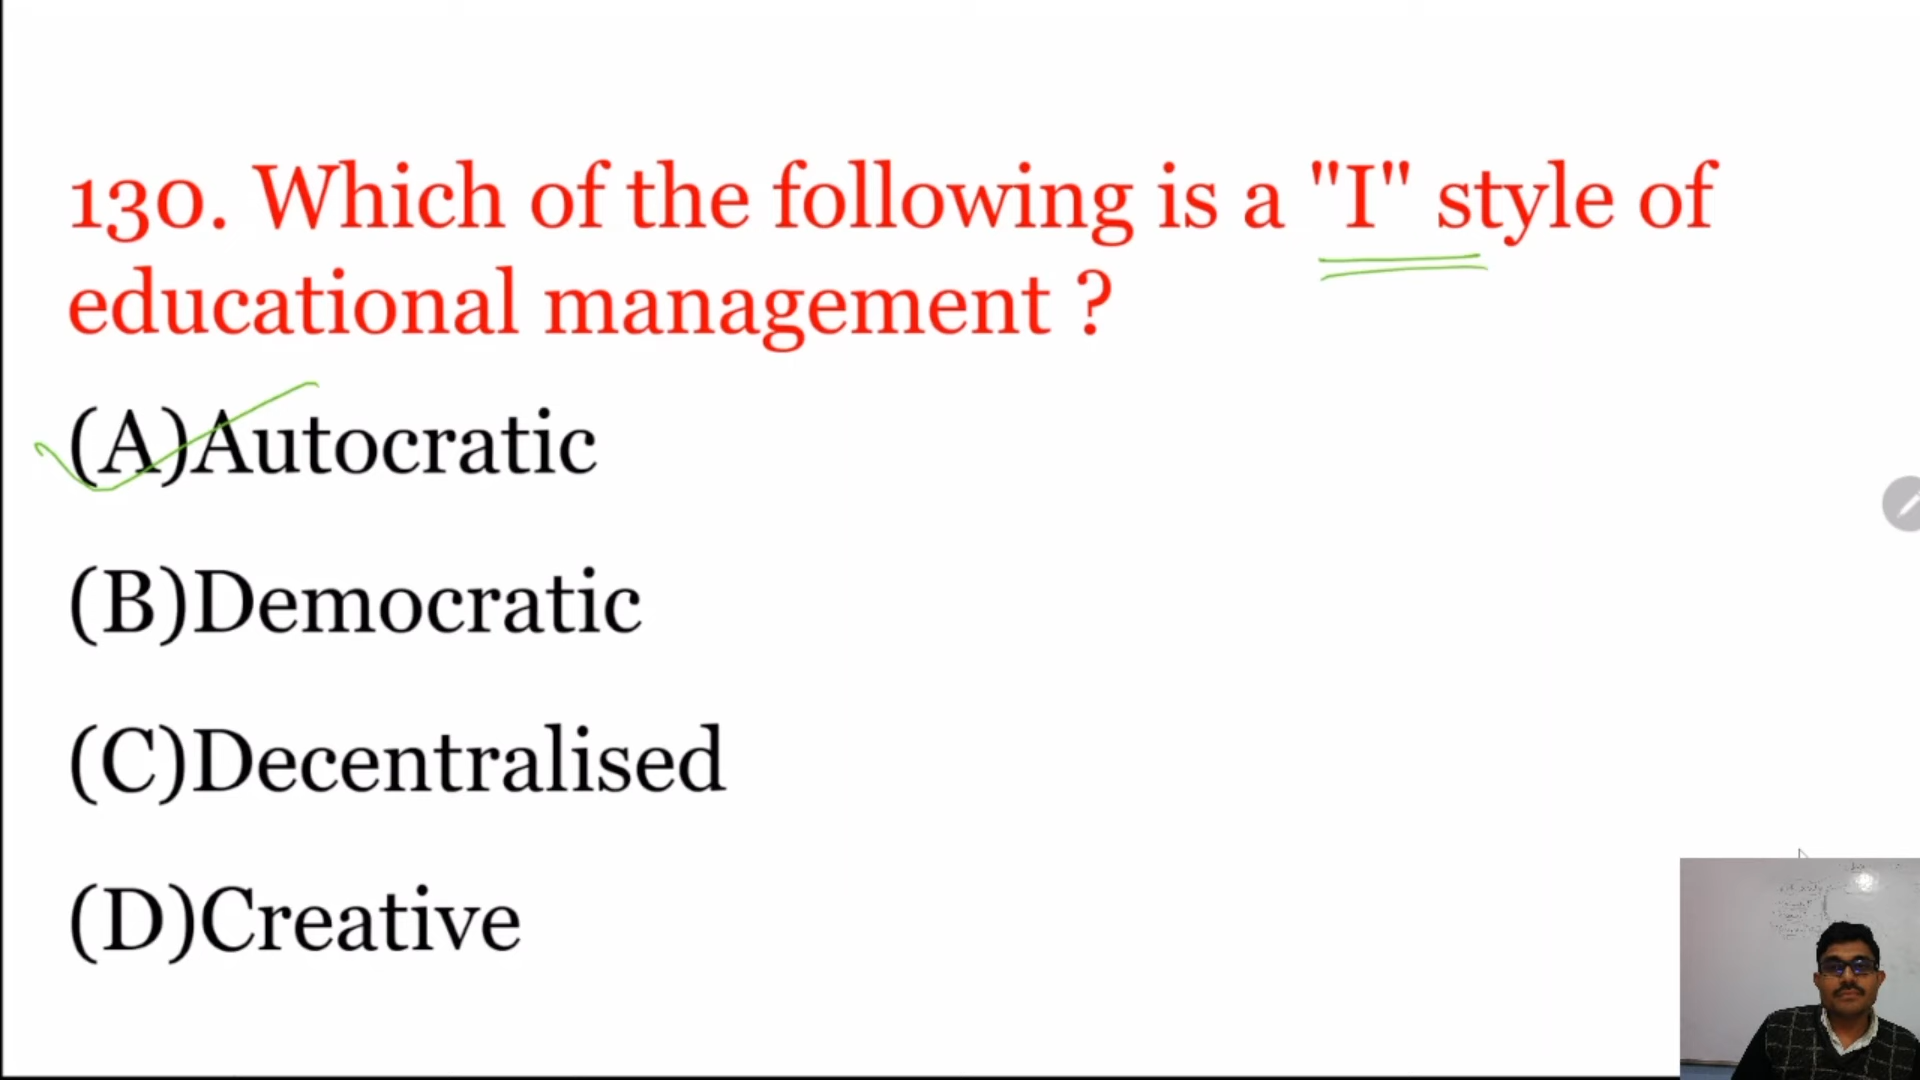 130. Which of the following is a "I" style of
educational management ?
(A)Autocratic
(B)Democratic
(C)Decentralised
(D)Creative